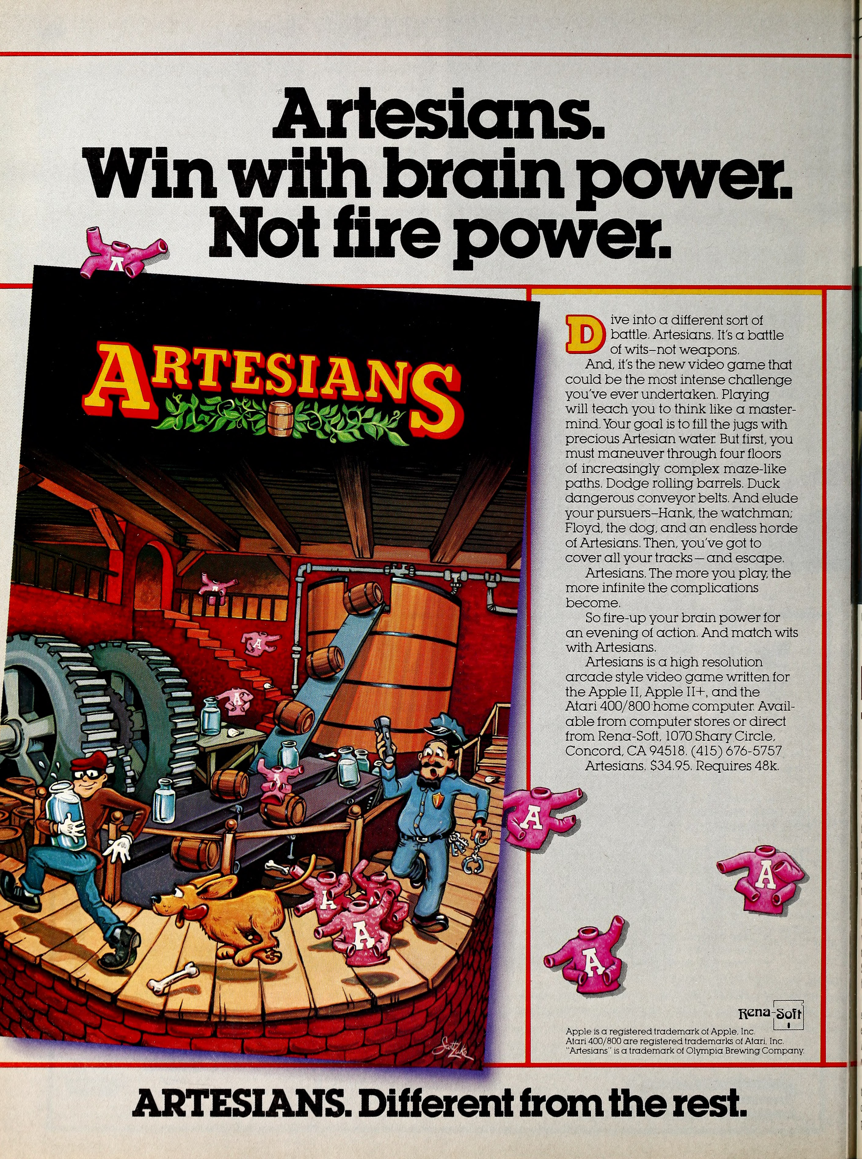 Artesians.
Win with brain power.
Not fire power.
A
ARTESIANS
Dive into a different sort of
battle. Artesians. It's a battle
of wits–not weapons.
And, it's the new video game that
could be the most intense challenge
you've ever undertaken. Playing
will teach you to think like a master-
mind. Your goal is to fill the jugs with
precious Artesian water. But first, you
must maneuver through four floors
of increasingly complex maze-like
paths. Dodge rolling barrels. Duck
dangerous conveyor belts. And elude
your pursuers–Hank, the watchman;
Floyd, the dog, and an endless horde
of Artesians. Then, you've got to
cover all your tracks—and escape.
Artesians. The more you play, the
more infinite the complications
become.
So fire-up your brain power for
an evening of action. And match wits
with Artesians.
Artesians is a high resolution
arcade style video game written for
the Apple II, Apple II+, and the
Atari 400/800 home computer. Avail-
able from computer stores or direct
from Rena-Soft, 1070 Shary Circle,
Concord, CA 94518. (415) 676-5757
Artesians, $34.95. Requires 48k.
A
A
A
A
A
Rena-Soft
Apple is a registered trademark of Apple, Inc.
Atari 400/800 are registered trademarks of Atari, Inc.
"Artesians" is a trademark of Olympia Brewing Company.
ARTESIANS. Different from the rest.